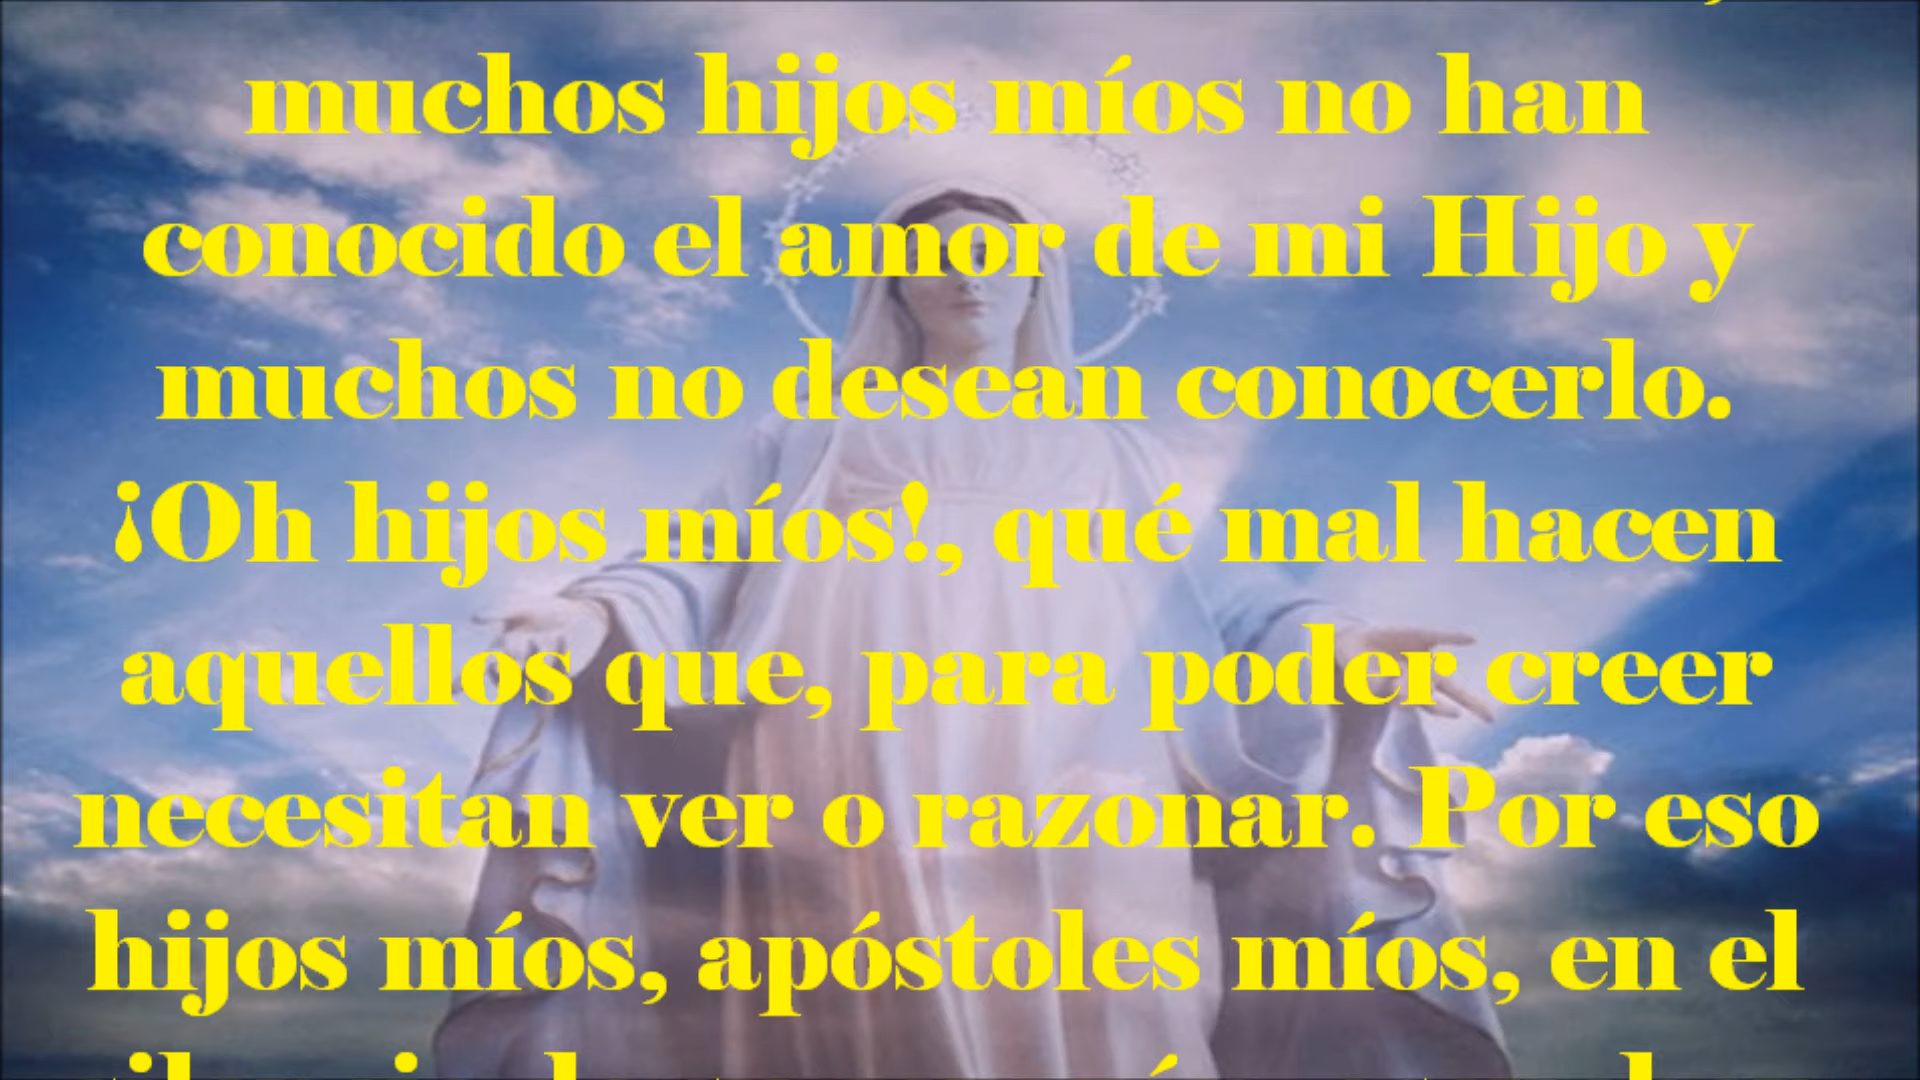 muchos hijos míos no han
conocido el amor de mi Hijo y
muchos no desean conocerlo.
¡Oh hijos míos!, qué mal hacen
aquellos que, para poder creer
necesitan ver o razonar. Por eso
hijos míos, apóstoles míos, en el